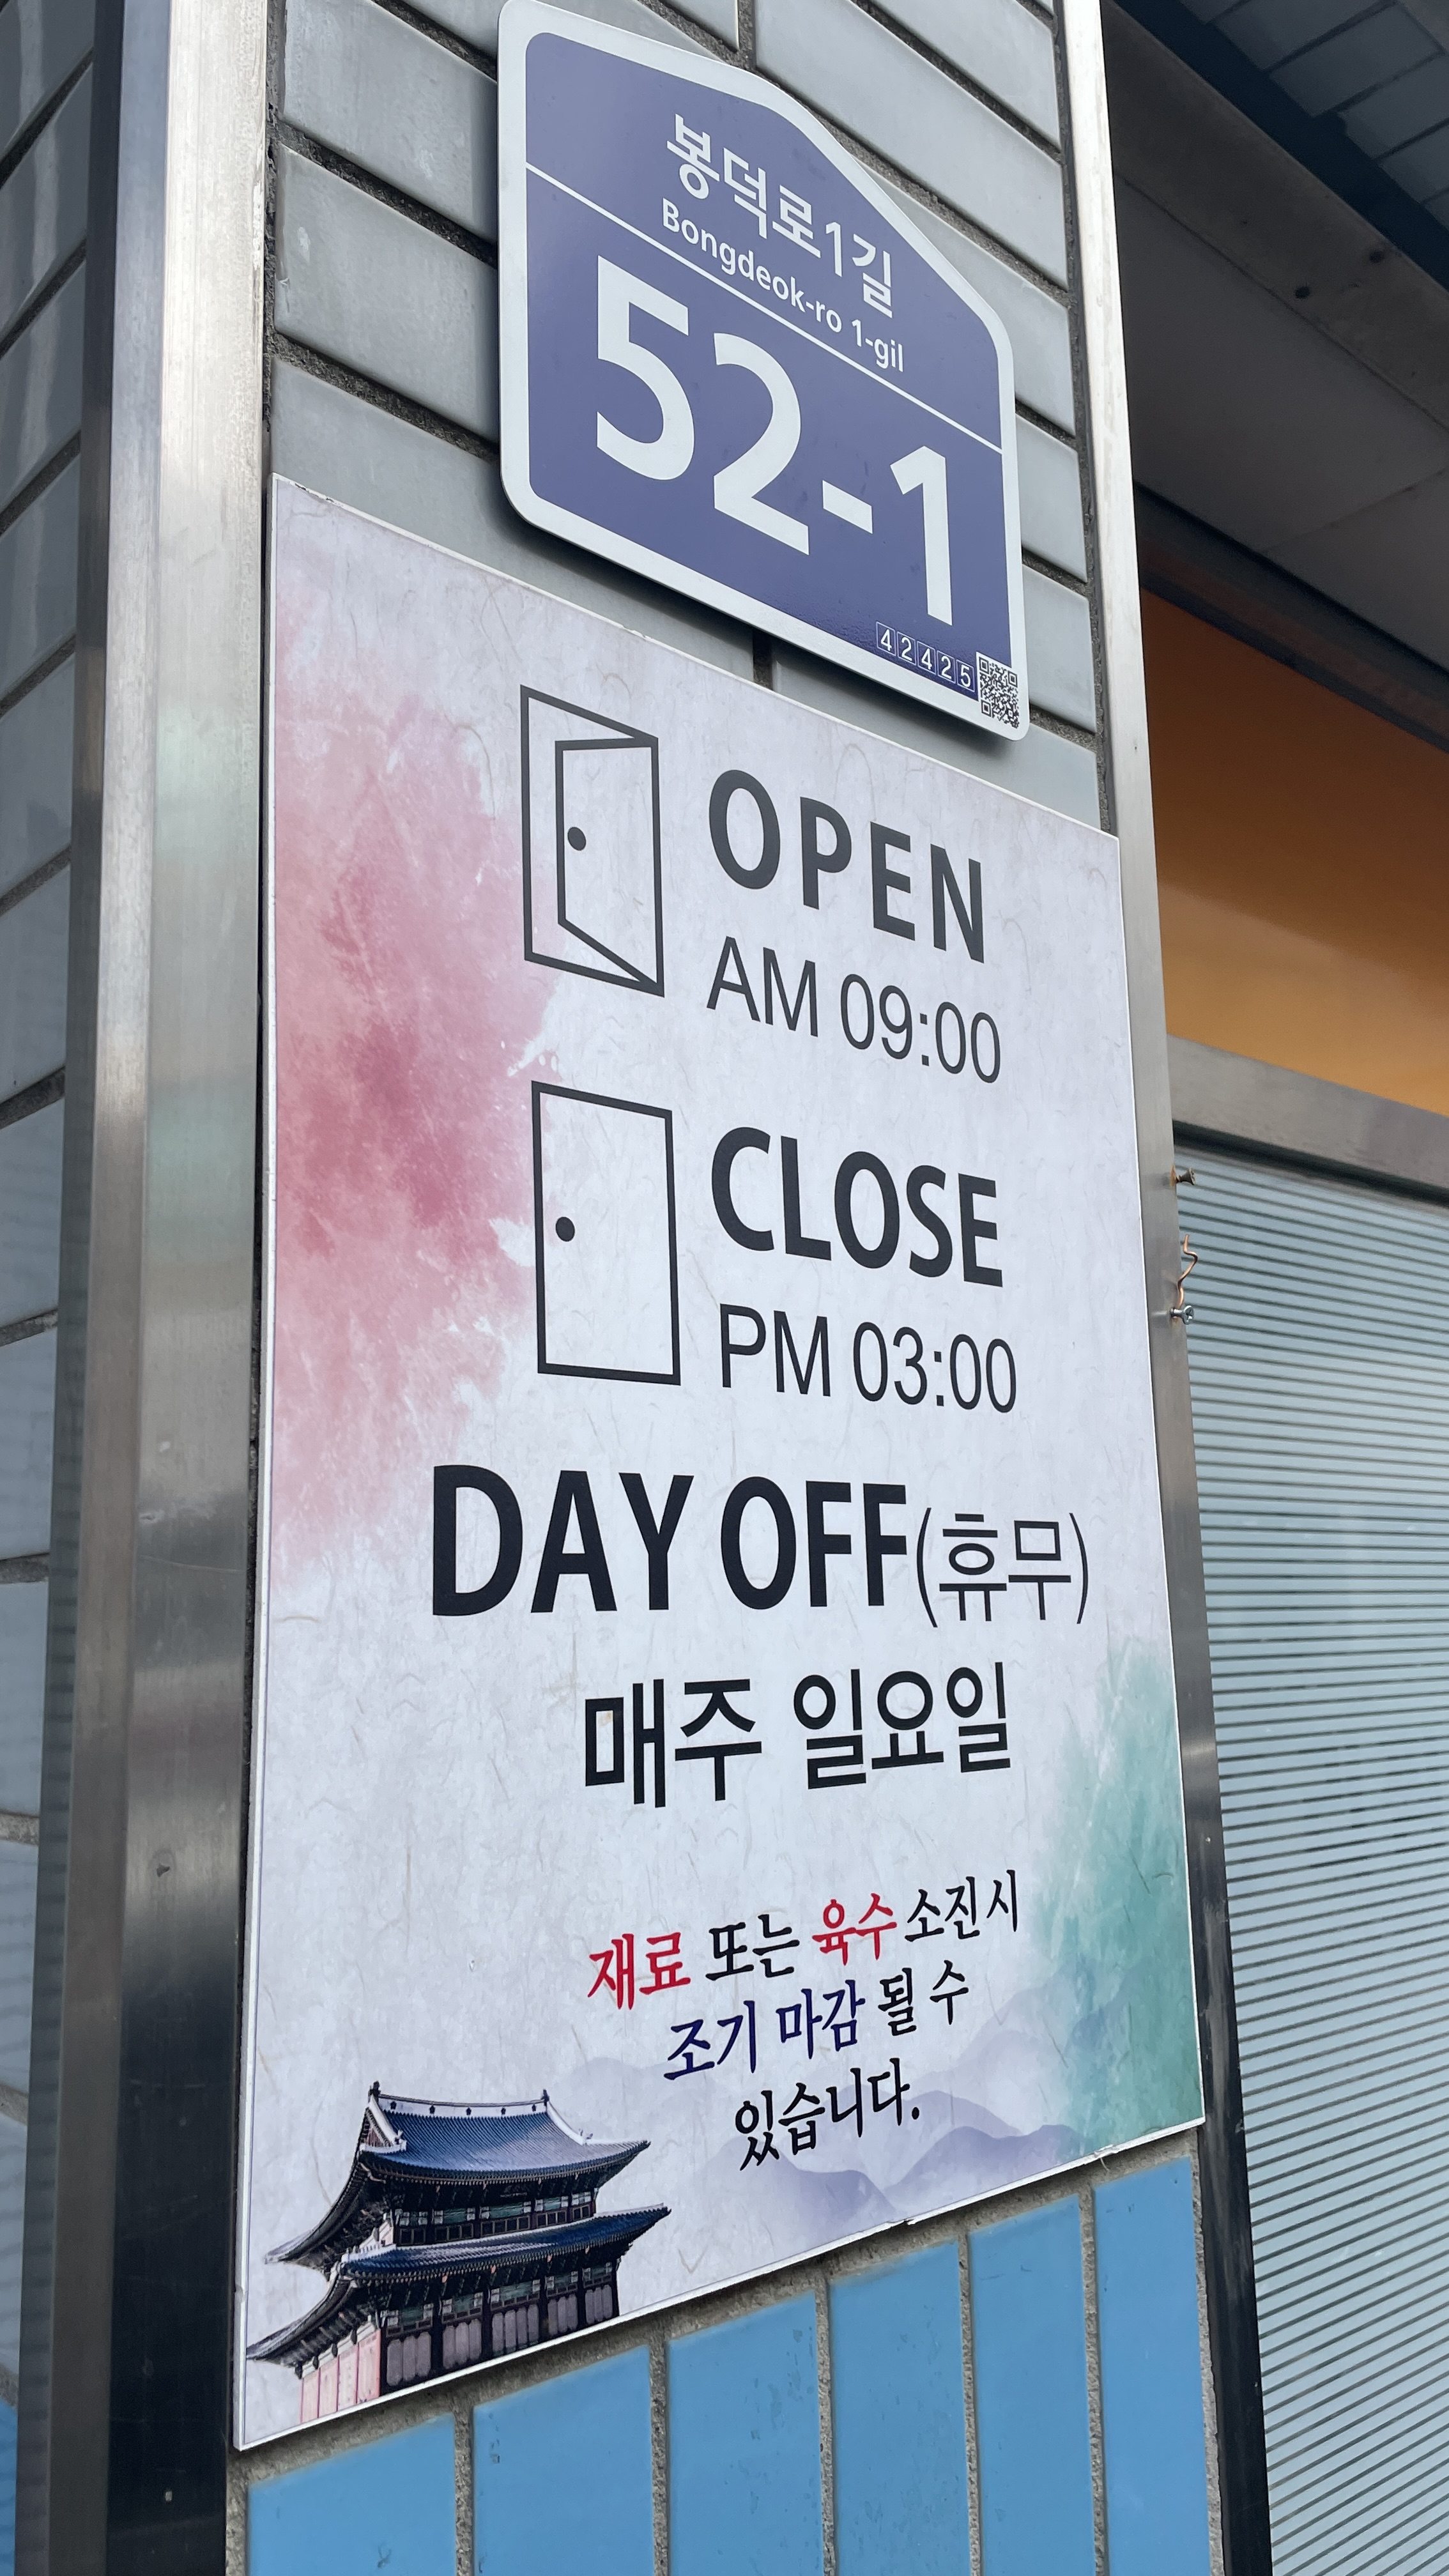 봉덕로1길
Bongdeok-ro 1-gil
52-1
42425
OPEN
AM 09:00
CLOSE
PM 03:00
DAY OFF(휴무)
매주 일요일
재료 또는 육수 소진 시
조기 마감 될 수
있습니다.